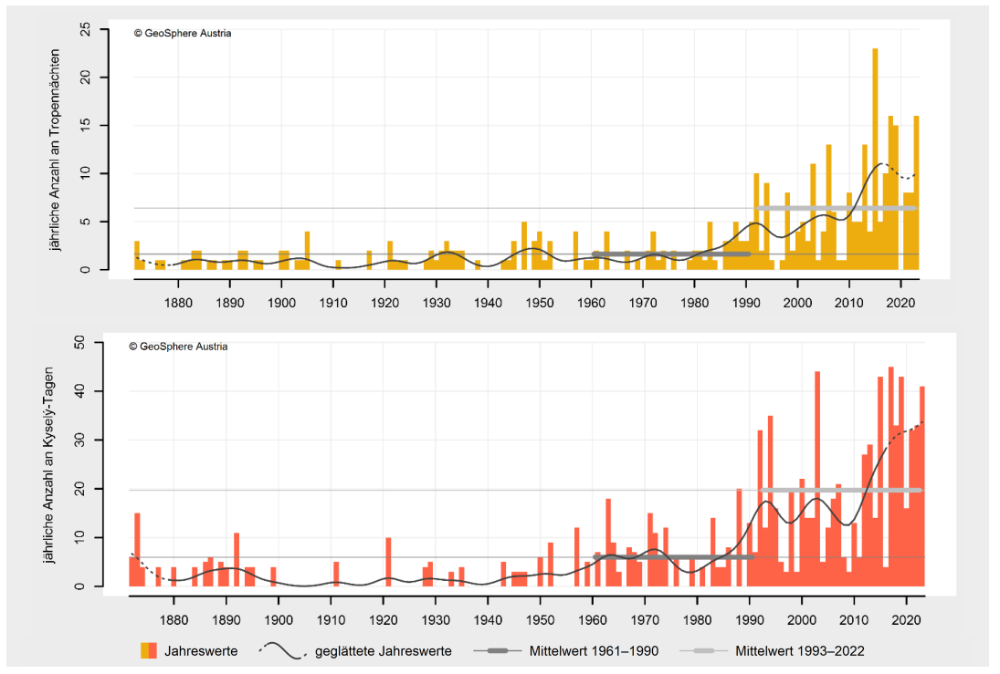 © GeoSphere Austria
jährliche Anzahl an Tropennächten
25
20
15
10
5
0
1880 1890 1900 1910 1920 1930 1940 1950 1960 1970 1980 1990 2000 2010 2020
© GeoSphere Austria
jährliche Anzahl an Kyselý-Tagen
50
40
30
20
10
0
1880 1890 1900 1910 1920 1930 1940 1950 1960 1970 1980 1990 2000 2010 2020
Jahreswerte geglättete Jahreswerte Mittelwert 1961–1990 Mittelwert 1993–2022